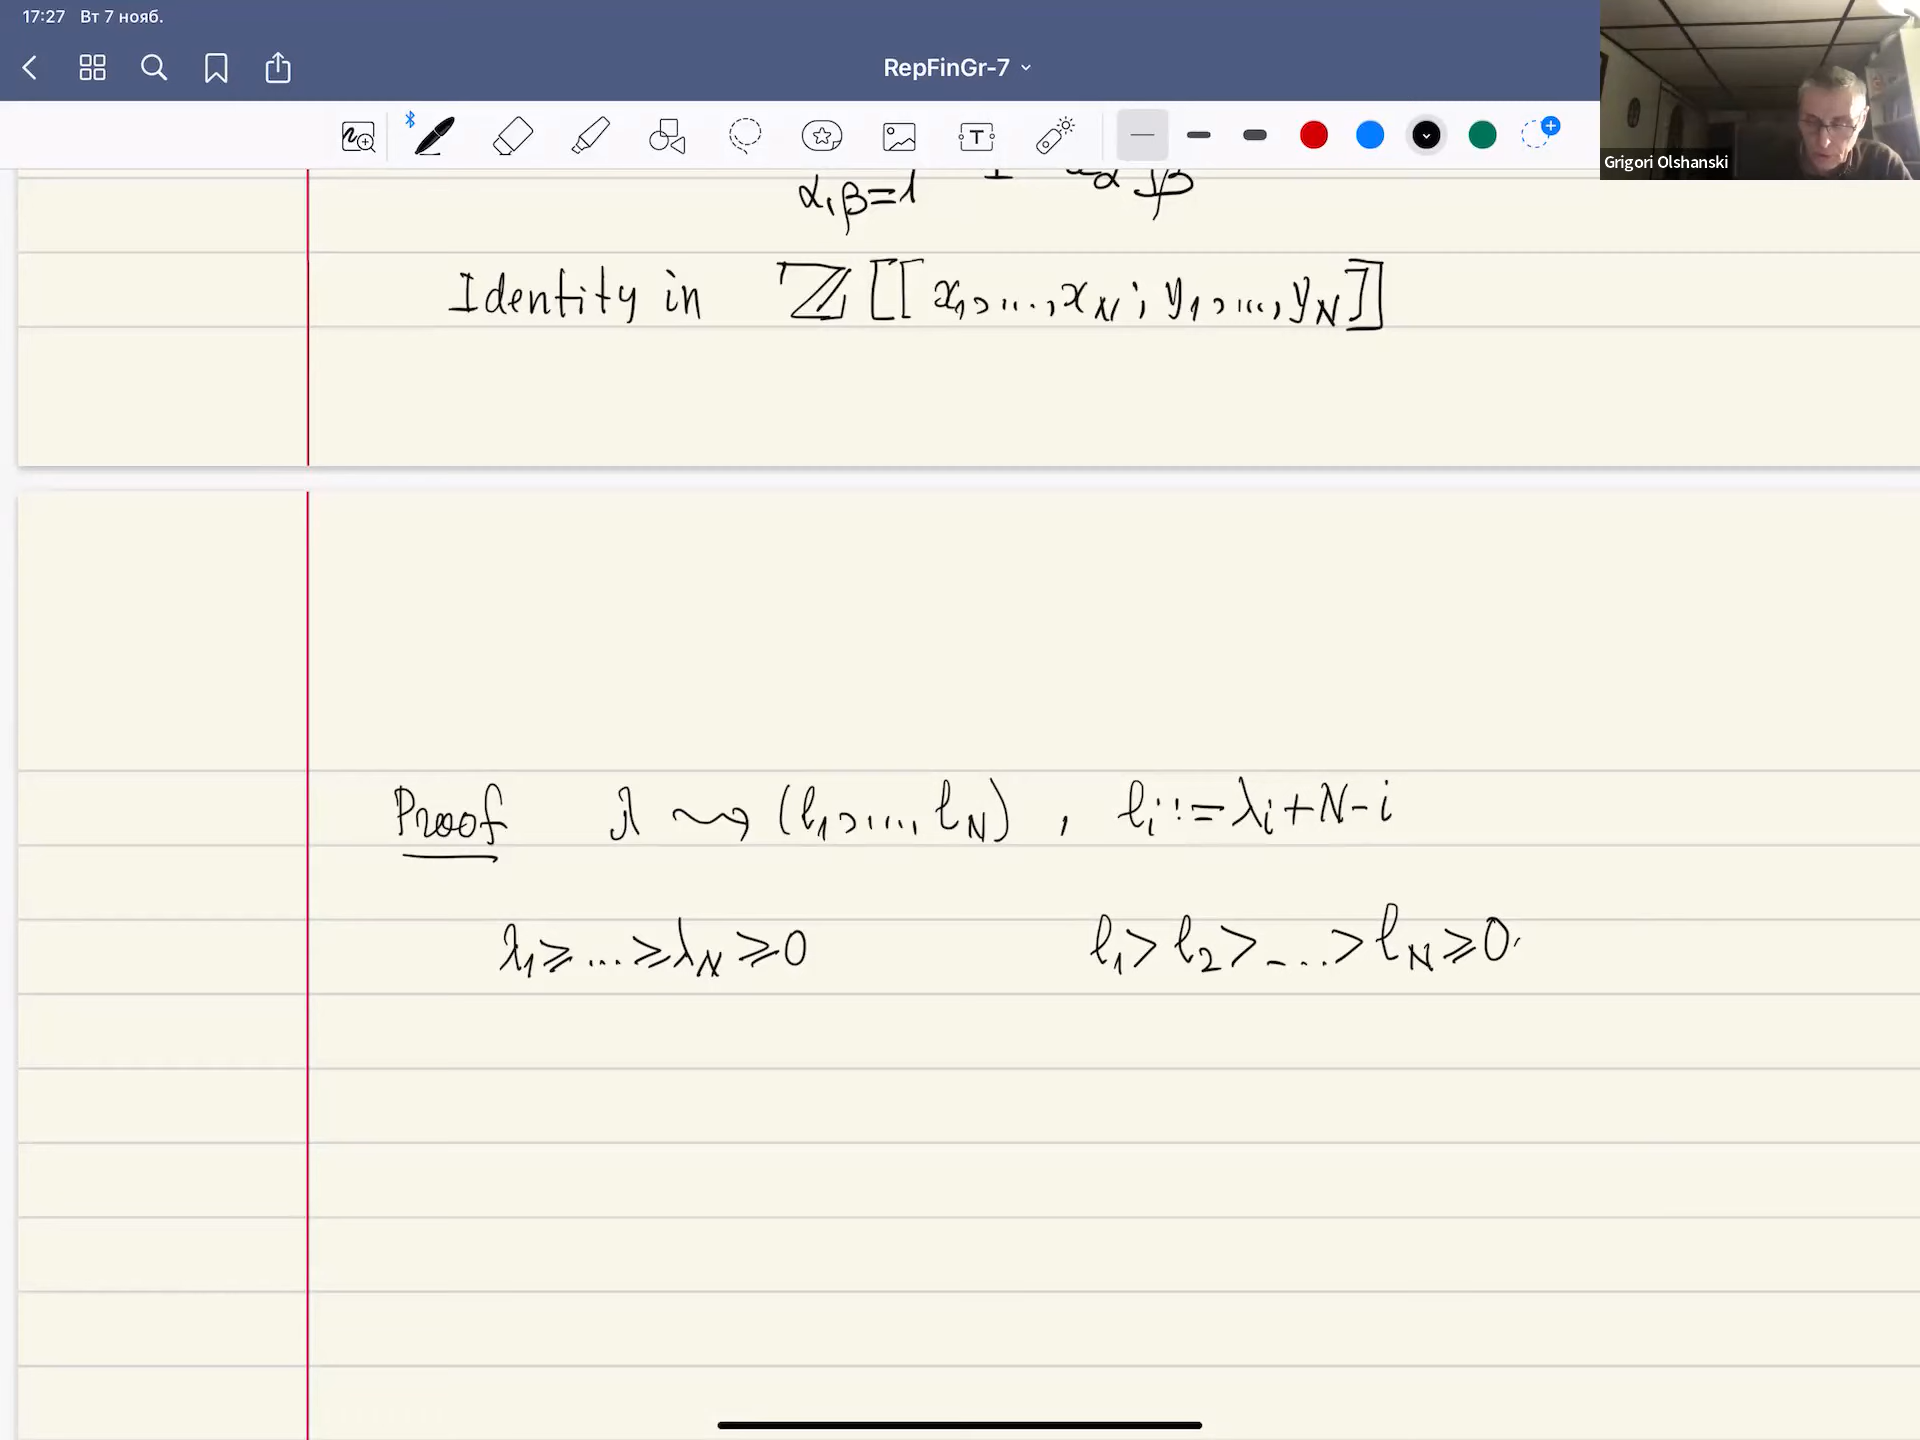 17:27 Вт 7 нояб.
RepFinGr-7
Grigori Olshanski
α,β=1
Identity in ℤ[[x₁,...,x_N; y₁,...,y_N]]
Proof λ ⇝ (l₁,...,l_N), lᵢ := λᵢ+N-i
λ₁≥...≥λ_N≥0 l₁>l₂>...>l_N≥0.